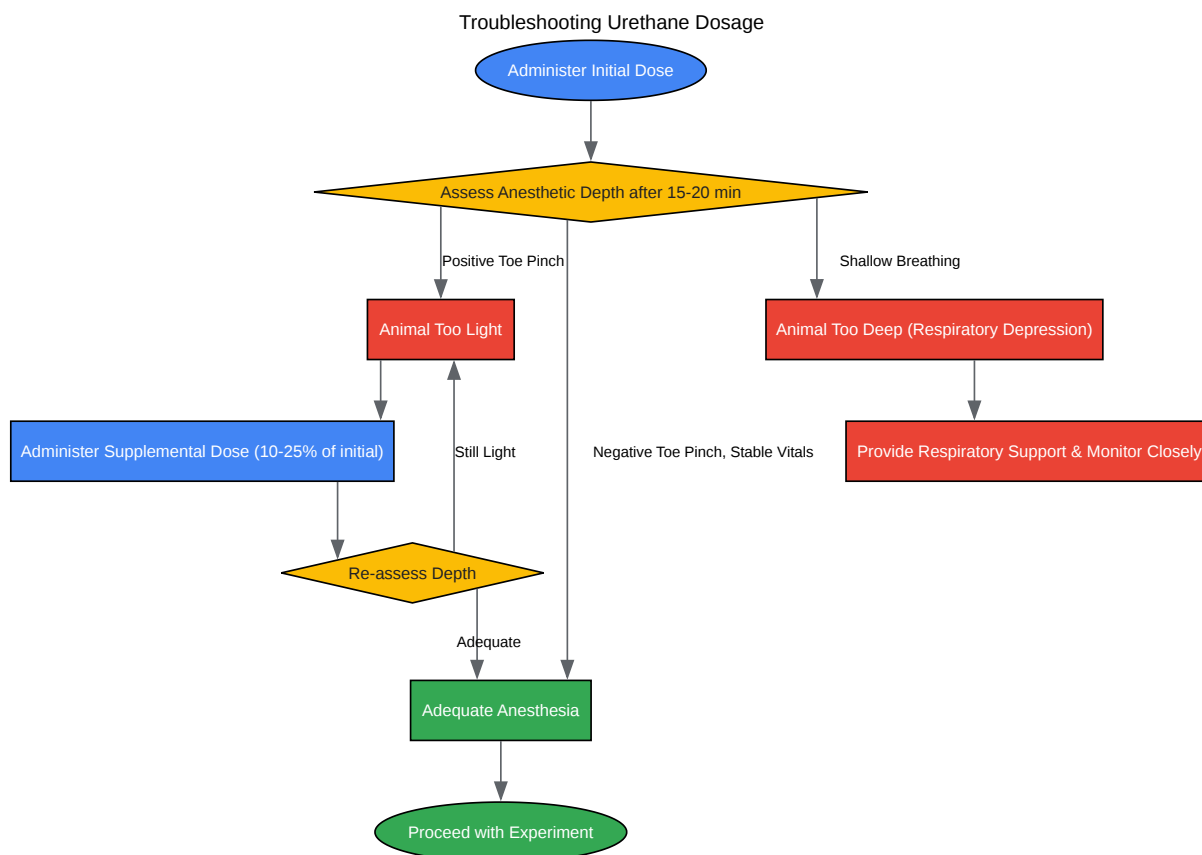 Troubleshooting Urethane Dosage
Administer Initial Dose
Assess Anesthetic Depth after 15-20 min
Positive Toe Pinch
Shallow Breathing
Animal Too Light
Animal Too Deep (Respiratory Depression)
Administer Supplemental Dose (10-25% of initial)
Still Light
Negative Toe Pinch, Stable Vitals
Provide Respiratory Support & Monitor Closely
Re-assess Depth
Adequate
Adequate Anesthesia
Proceed with Experiment